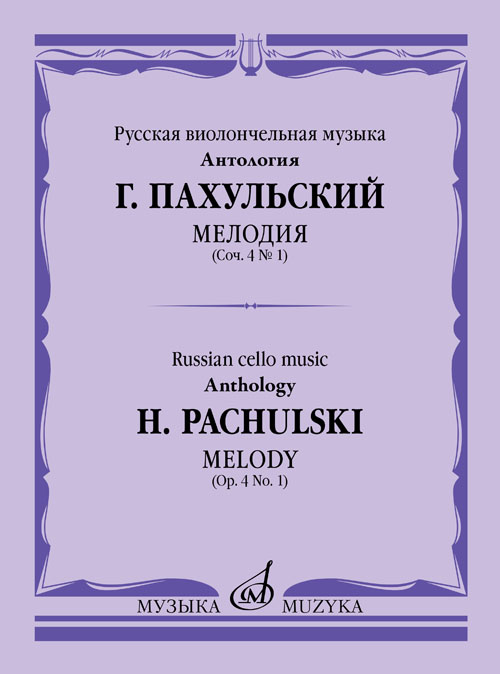 Русская виолончельная музыка
Антология
Г. ПАХУЛЬСКИЙ
МЕЛОДИЯ
(Соч. 4 № 1)
Russian cello music
Anthology
H. PACHULSKI
MELODY
(Op. 4 No. 1)
МУЗЫКА М MUZYKA